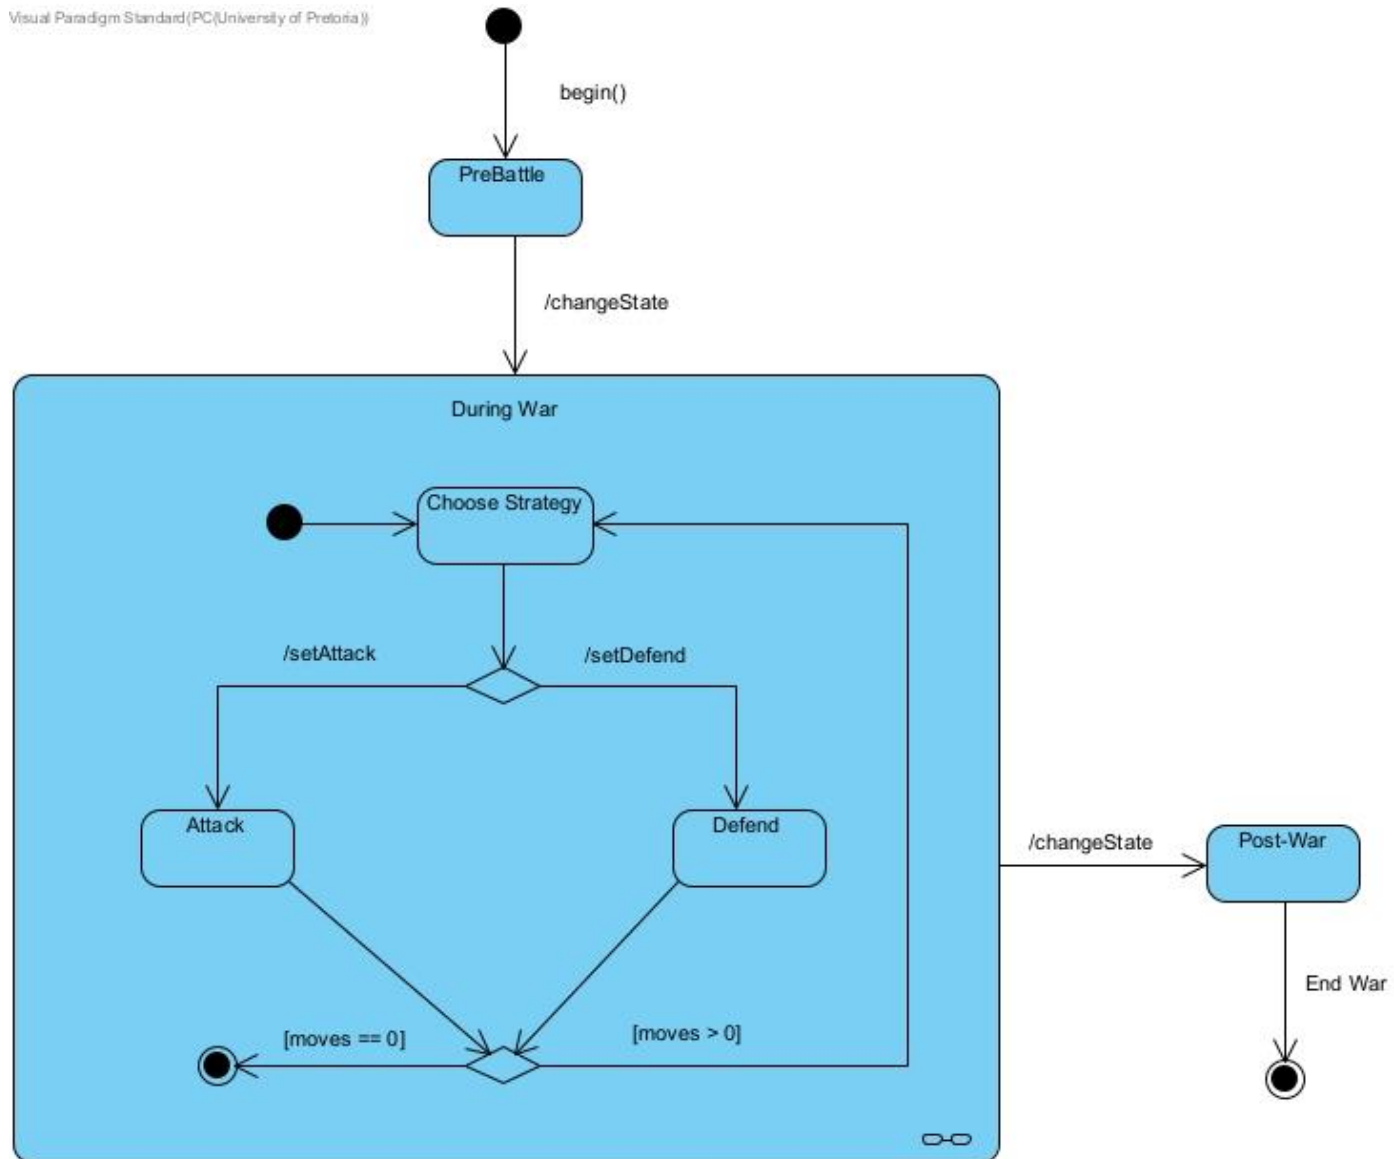 Visual Paradigm Standard(PC(University of Pretoria))
begin()
PreBattle
/changeState
During War
Choose Strategy
/setAttack
/setDefend
Attack
Defend
/changeState
Post-War
End War
[moves == 0]
[moves > 0]